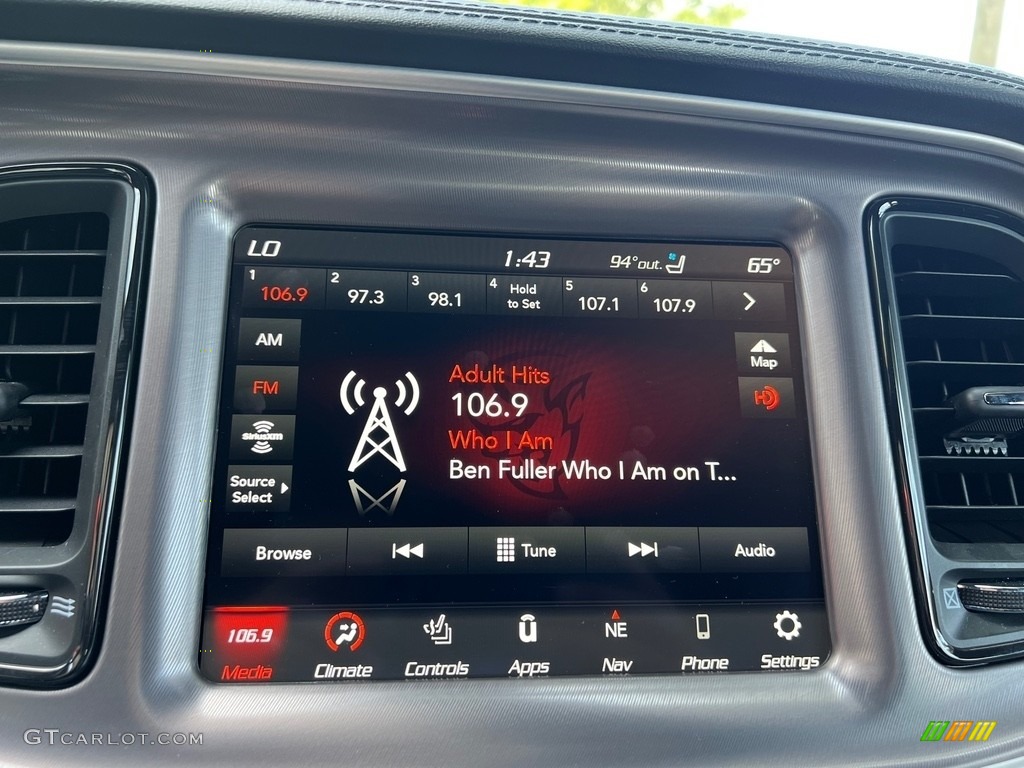 LO 1:43 94°out. 65°
1 106.9 2 97.3 3 98.1 4 Hold to Set 5 107.1 6 107.9
AM
FM
SiriusXM
Source
Select
Map
HD
Adult Hits
106.9
Who I Am
Ben Fuller Who I Am on T...
Browse Tune Audio
106.9 NE
Media Climate Controls Apps Nav Phone Settings
GTCARLOT.COM